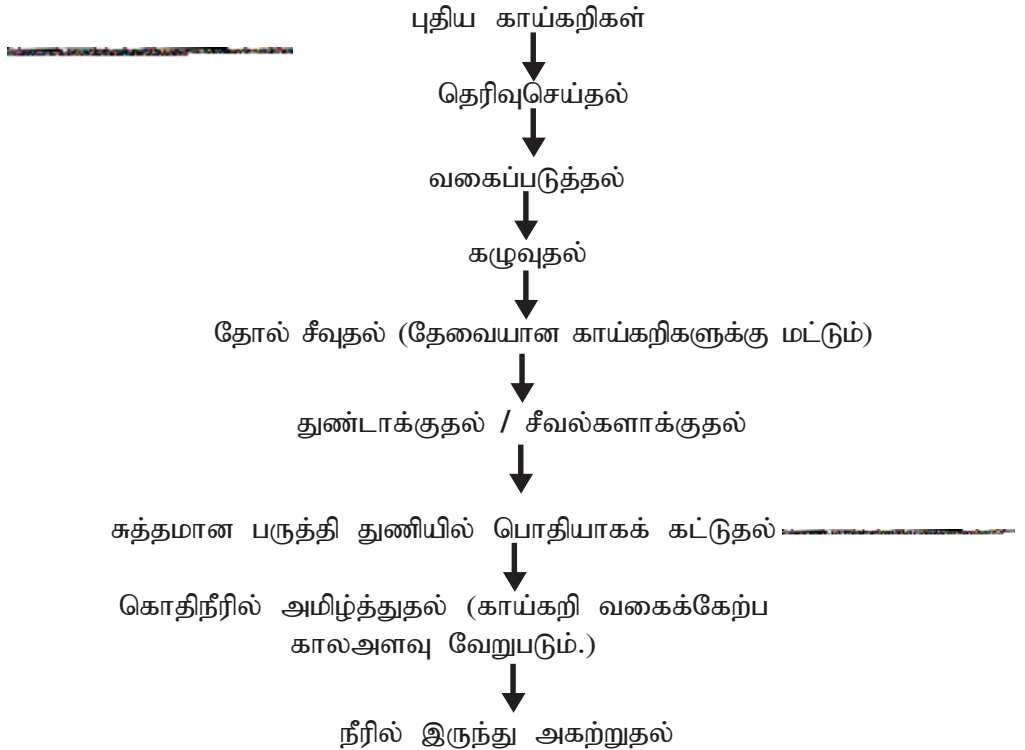 புதிய காய்கறிகள்
தெரிவுசெய்தல்
வகைப்படுத்தல்
கழுவுதல்
தோல் சீவுதல் (தேவையான காய்கறிகளுக்கு மட்டும்)
துண்டாக்குதல் / சீவல்களாக்குதல்
சுத்தமான பருத்தி துணியில் பொதியாகக் கட்டுதல்
கொதிநீரில் அமிழ்த்துதல் (காய்கறி வகைக்கேற்ப
காலஅளவு வேறுபடும்.)
நீரில் இருந்து அகற்றுதல்